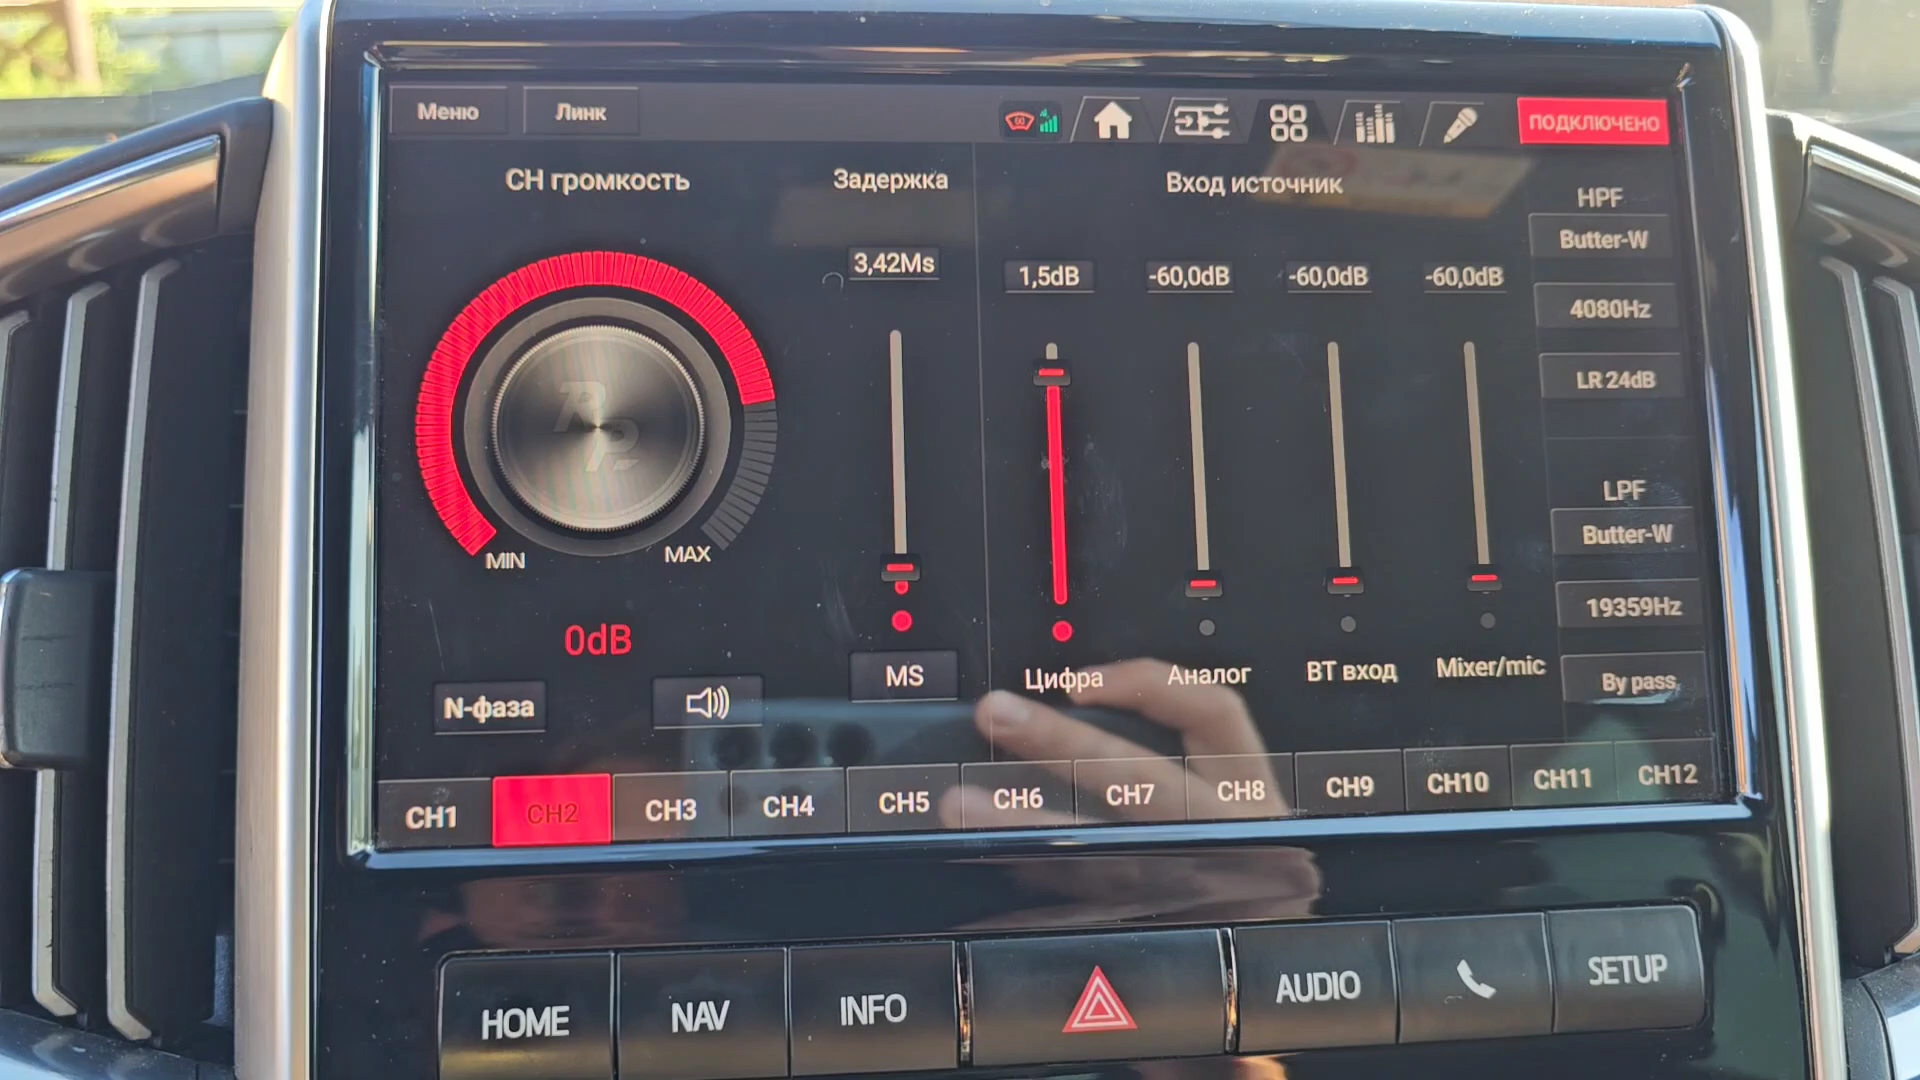 Меню
Линк
ПОДКЛЮЧЕНО
CH громкость
Задержка
Вход источник
HPF
Butter-W
3,42Ms
1,5dB
-60,0dB
-60,0dB
-60,0dB
4080Hz
LR 24dB
LPF
Butter-W
MIN
MAX
19359Hz
0dB
MS
Цифра
Аналог
BT вход
Mixer/mic
By pass
N-фаза
CH1
CH2
CH3
CH4
CH5
CH6
CH7
CH8
CH9
CH10
CH11
CH12
HOME
NAV
INFO
AUDIO
SETUP